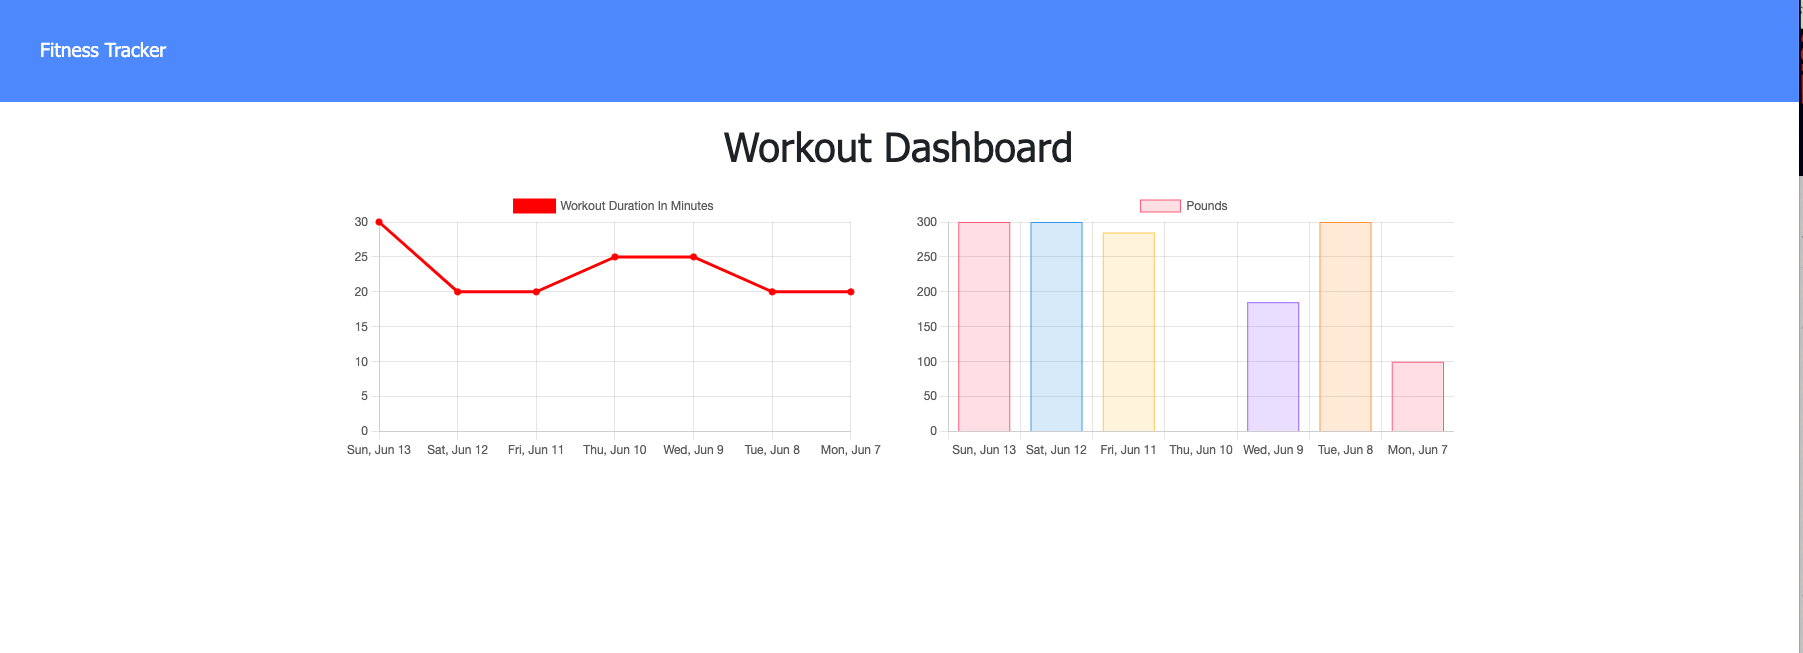 Fitness Tracker
Workout Dashboard
Workout Duration In Minutes
30
25
20
15
10
5
0
Sun, Jun 13 Sat, Jun 12 Fri, Jun 11 Thu, Jun 10 Wed, Jun 9 Tue, Jun 8 Mon, Jun 7
Pounds
300
250
200
150
100
50
0
Sun, Jun 13 Sat, Jun 12 Fri, Jun 11 Thu, Jun 10 Wed, Jun 9 Tue, Jun 8 Mon, Jun 7